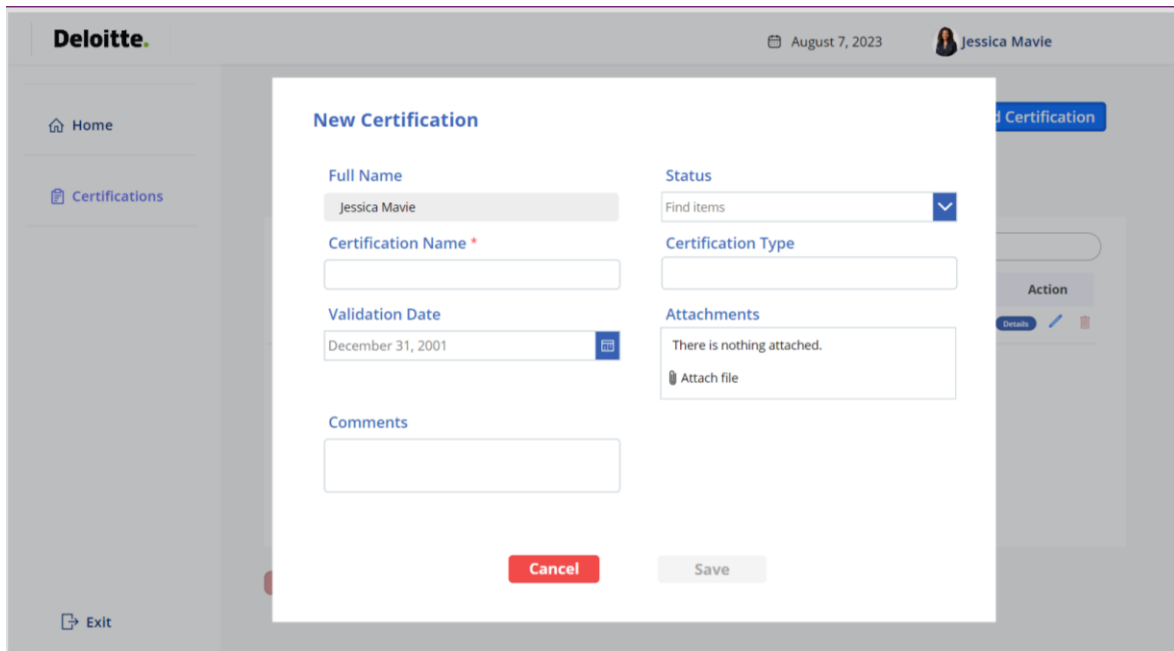 Deloitte.
August 7, 2023
Jessica Mavie
Home
Certifications
Exit
Certification
New Certification
Full Name
Jessica Mavie
Status
Find items
Certification Name *
Certification Type
Validation Date
December 31, 2001
Attachments
There is nothing attached.
Attach file
Comments
Cancel
Save
Action
Details